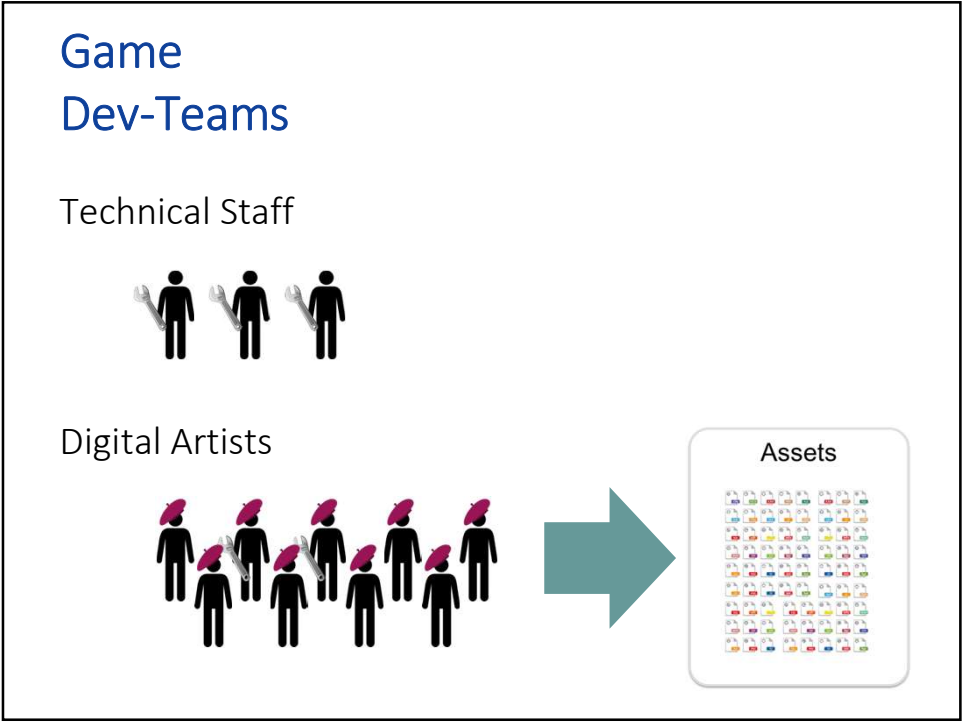 Game
Dev-Teams
Technical Staff
Digital Artists
Assets